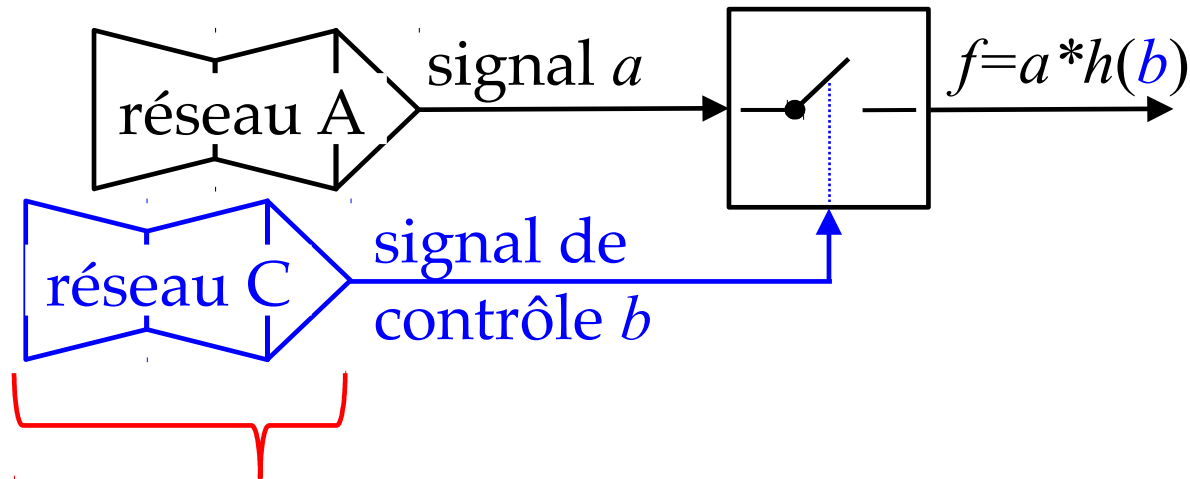 réseau A
signal a
f=a*h(b)
réseau C
signal de
contrôle b